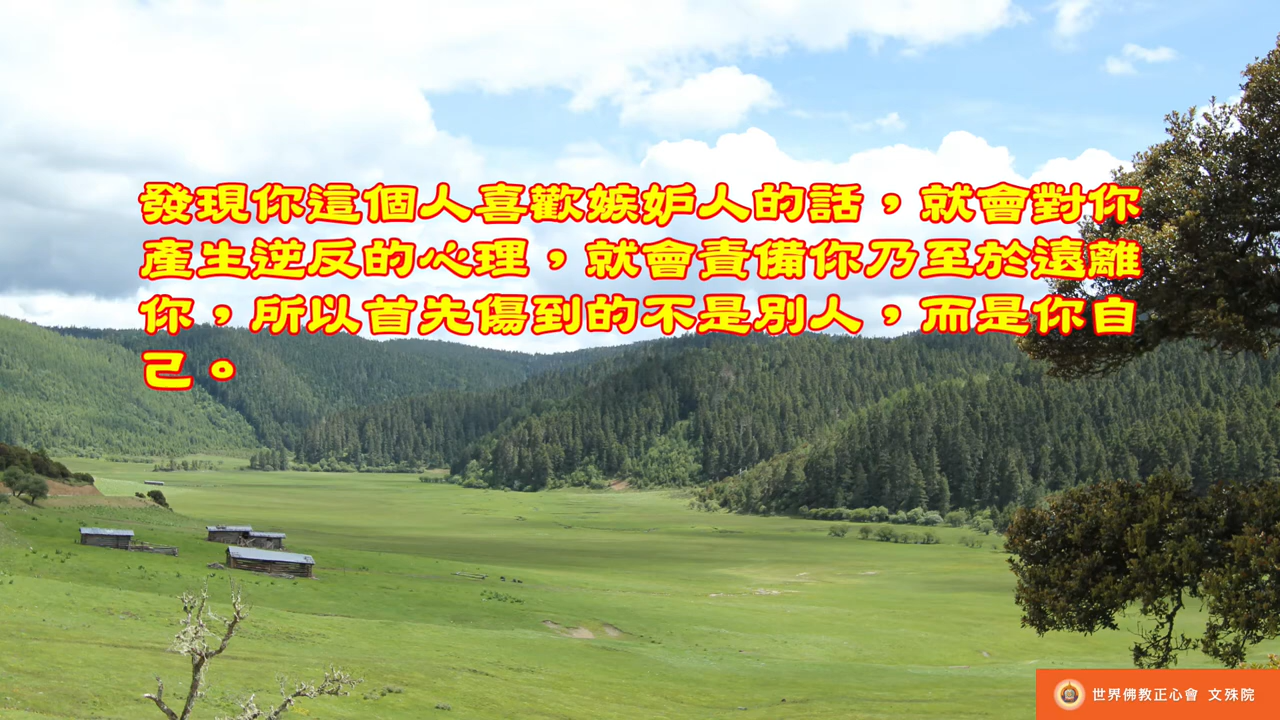 發現你這個人喜歡嫉妒人的話，就會對你
產生逆反的心理，就會責備你乃至於遠離
你，所以首先傷到的不是別人，而是你自
己。
世界佛教正心會 文殊院